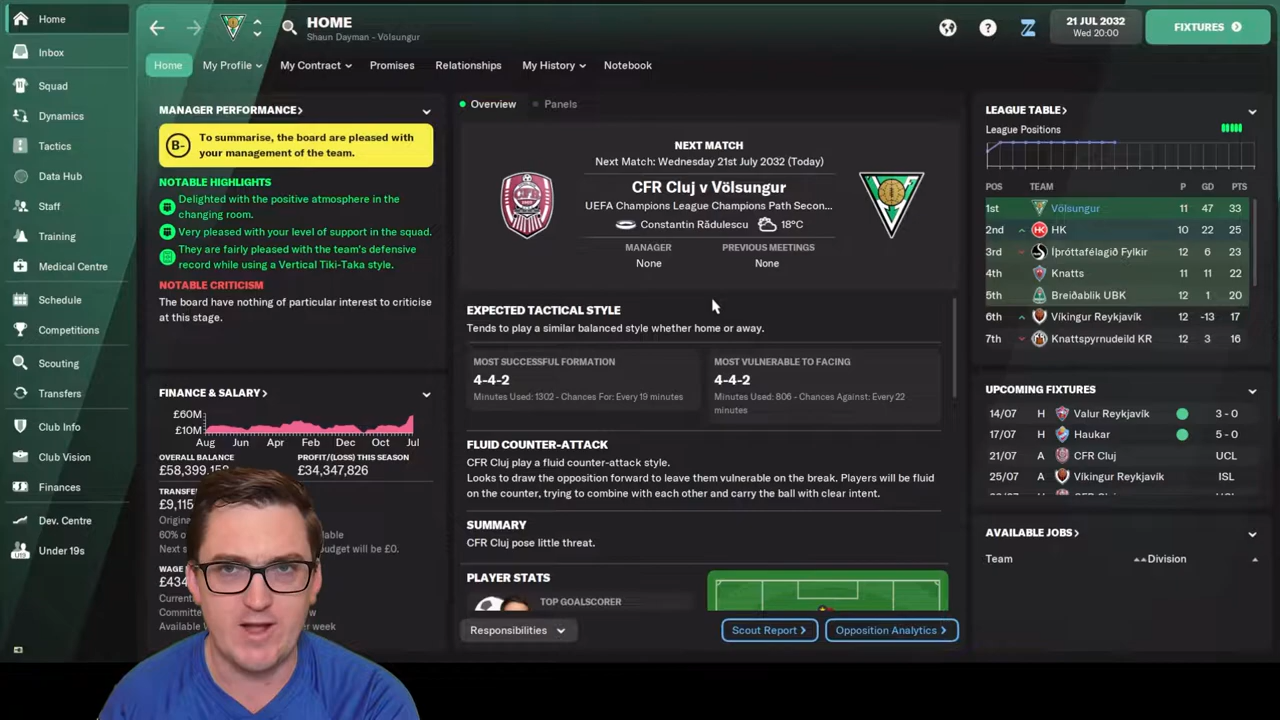 Home
Inbox
Squad
Dynamics
Tactics
Data Hub
Staff
Training
Medical Centre
Schedule
Competitions
Scouting
Transfers
Club Info
Club Vision
Finances
Dev. Centre
Under 19s
HOME
Shaun Dayman - Völsungur
21 JUL 2032
Wed 20:00
FIXTURES
Home
My Profile
My Contract
Promises
Relationships
My History
Notebook
MANAGER PERFORMANCE
B-
To summarise, the board are pleased with
your management of the team.
NOTABLE HIGHLIGHTS
Delighted with the positive atmosphere in the
changing room.
Very pleased with your level of support in the squad.
They are fairly pleased with the team's defensive
record while using a Vertical Tiki-Taka style.
NOTABLE CRITICISM
The board have nothing of particular interest to criticise
at this stage.
FINANCE & SALARY
£60M
£10M
Aug Jun Apr Feb Dec Oct Jul
OVERALL BALANCE
PROFIT/(LOSS) THIS SEASON
£58,399,158
£34,347,826
£9,115
60% o
udget will be £0.
WAGE
£434
Overview
Panels
NEXT MATCH
Next Match: Wednesday 21st July 2032 (Today)
CFR Cluj v Völsungur
UEFA Champions League Champions Path Secon...
Constantin Rădulescu 18°C
MANAGER
None
PREVIOUS MEETINGS
None
EXPECTED TACTICAL STYLE
Tends to play a similar balanced style whether home or away.
MOST SUCCESSFUL FORMATION
4-4-2
Minutes Used: 1302 - Chances For: Every 19 minutes
MOST VULNERABLE TO FACING
4-4-2
Minutes Used: 806 - Chances Against: Every 22
minutes
FLUID COUNTER-ATTACK
CFR Cluj play a fluid counter-attack style.
Looks to draw the opposition forward to leave them vulnerable on the break. Players will be fluid
on the counter, trying to combine with each other and carry the ball with clear intent.
SUMMARY
CFR Cluj pose little threat.
PLAYER STATS
TOP GOALSCORER
Responsibilities
Scout Report
Opposition Analytics
LEAGUE TABLE
League Positions
POS TEAM P GD PTS
1st Völsungur 11 47 33
2nd HK 10 22 25
3rd Íþróttafélagið Fylkir 12 6 23
4th Knatts 11 11 22
5th Breiðablik UBK 12 1 20
6th Víkingur Reykjavík 12 -13 17
7th Knattspyrnudeild KR 12 3 16
UPCOMING FIXTURES
14/07 H Valur Reykjavík 3 - 0
17/07 H Haukar 5 - 0
21/07 A CFR Cluj UCL
25/07 A Víkingur Reykjavík ISL
AVAILABLE JOBS
Team Division